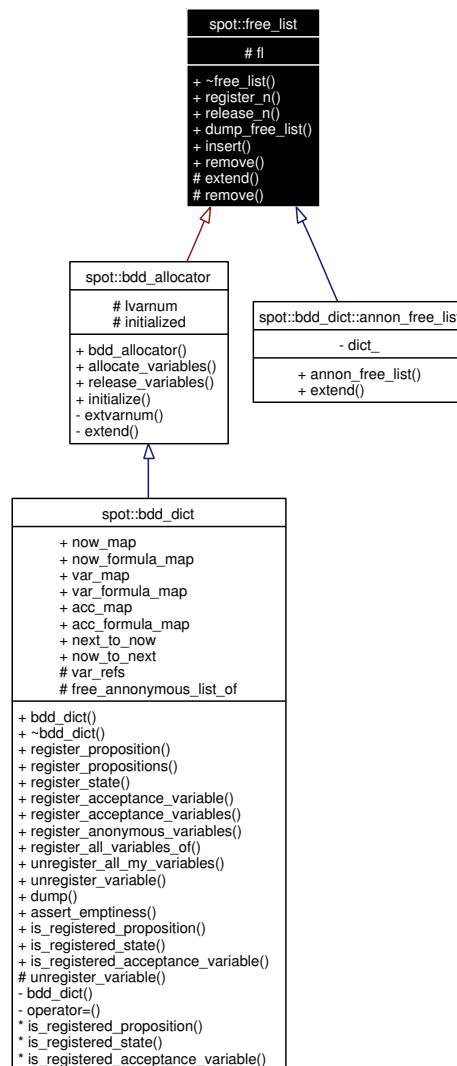 spot::free_list
# fl
+ ~free_list()
+ register_n()
+ release_n()
+ dump_free_list()
+ insert()
+ remove()
# extend()
# remove()
spot::bdd_allocator
# lvarnum
# initialized
+ bdd_allocator()
+ allocate_variables()
+ release_variables()
+ initialize()
- extvarnum()
- extend()
spot::bdd_dict::annon_free_list
- dict_
+ annon_free_list()
+ extend()
spot::bdd_dict
+ now_map
+ now_formula_map
+ var_map
+ var_formula_map
+ acc_map
+ acc_formula_map
+ next_to_now
+ now_to_next
# var_refs
# free_annonymous_list_of
+ bdd_dict()
+ ~bdd_dict()
+ register_proposition()
+ register_propositions()
+ register_state()
+ register_acceptance_variable()
+ register_acceptance_variables()
+ register_anonymous_variables()
+ register_all_variables_of()
+ unregister_all_my_variables()
+ unregister_variable()
+ dump()
+ assert_emptiness()
+ is_registered_proposition()
+ is_registered_state()
+ is_registered_acceptance_variable()
# unregister_variable()
- bdd_dict()
- operator=()
* is_registered_proposition()
* is_registered_state()
* is_registered_acceptance_variable()